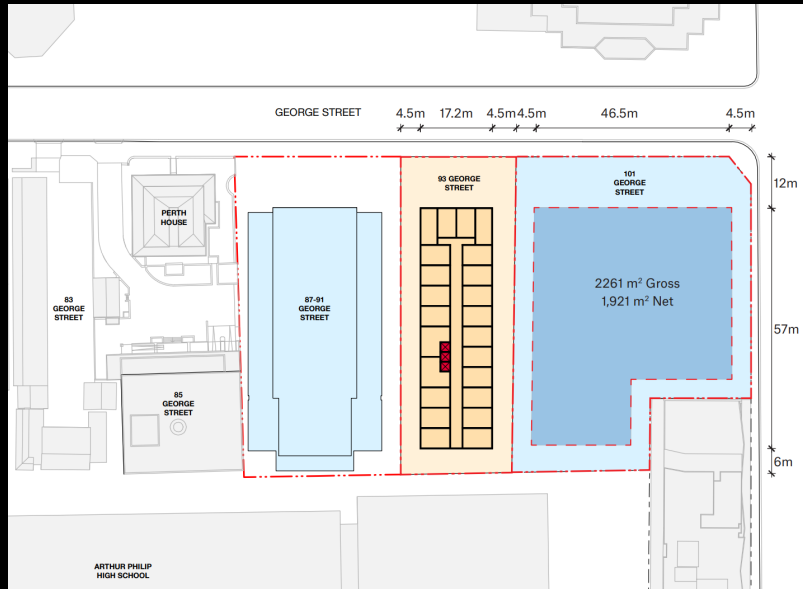 GEORGE STREET
4.5m
17.2m
4.5m
4.5m
46.5m
4.5m
93 GEORGE
STREET
101
GEORGE
STREET
12m
PERTH
HOUSE
83
GEORGE
STREET
87-91
GEORGE
STREET
2261 m² Gross
1,921 m² Net
57m
85
GEORGE
STREET
6m
ARTHUR PHILIP
HIGH SCHOOL